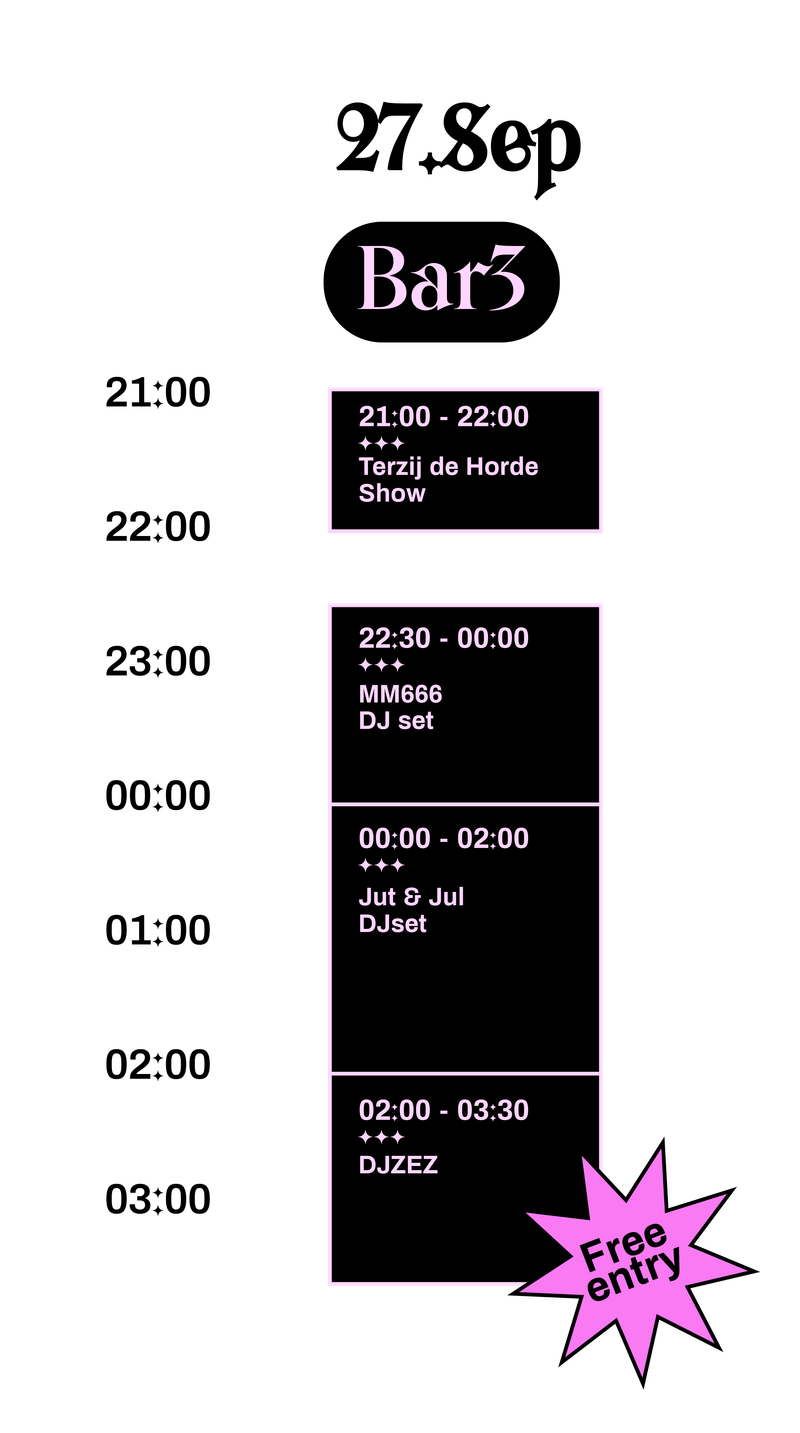 27.Sep
Bar3
21:00
21:00 - 22:00
✦✦✦
Terzij de Horde
Show
22:00
22:30 - 00:00
✦✦✦
MM666
DJ set
23:00
00:00
00:00 - 02:00
✦✦✦
Jut & Jul
DJset
01:00
02:00
02:00 - 03:30
✦✦✦
DJZEZ
03:00
Free
entry